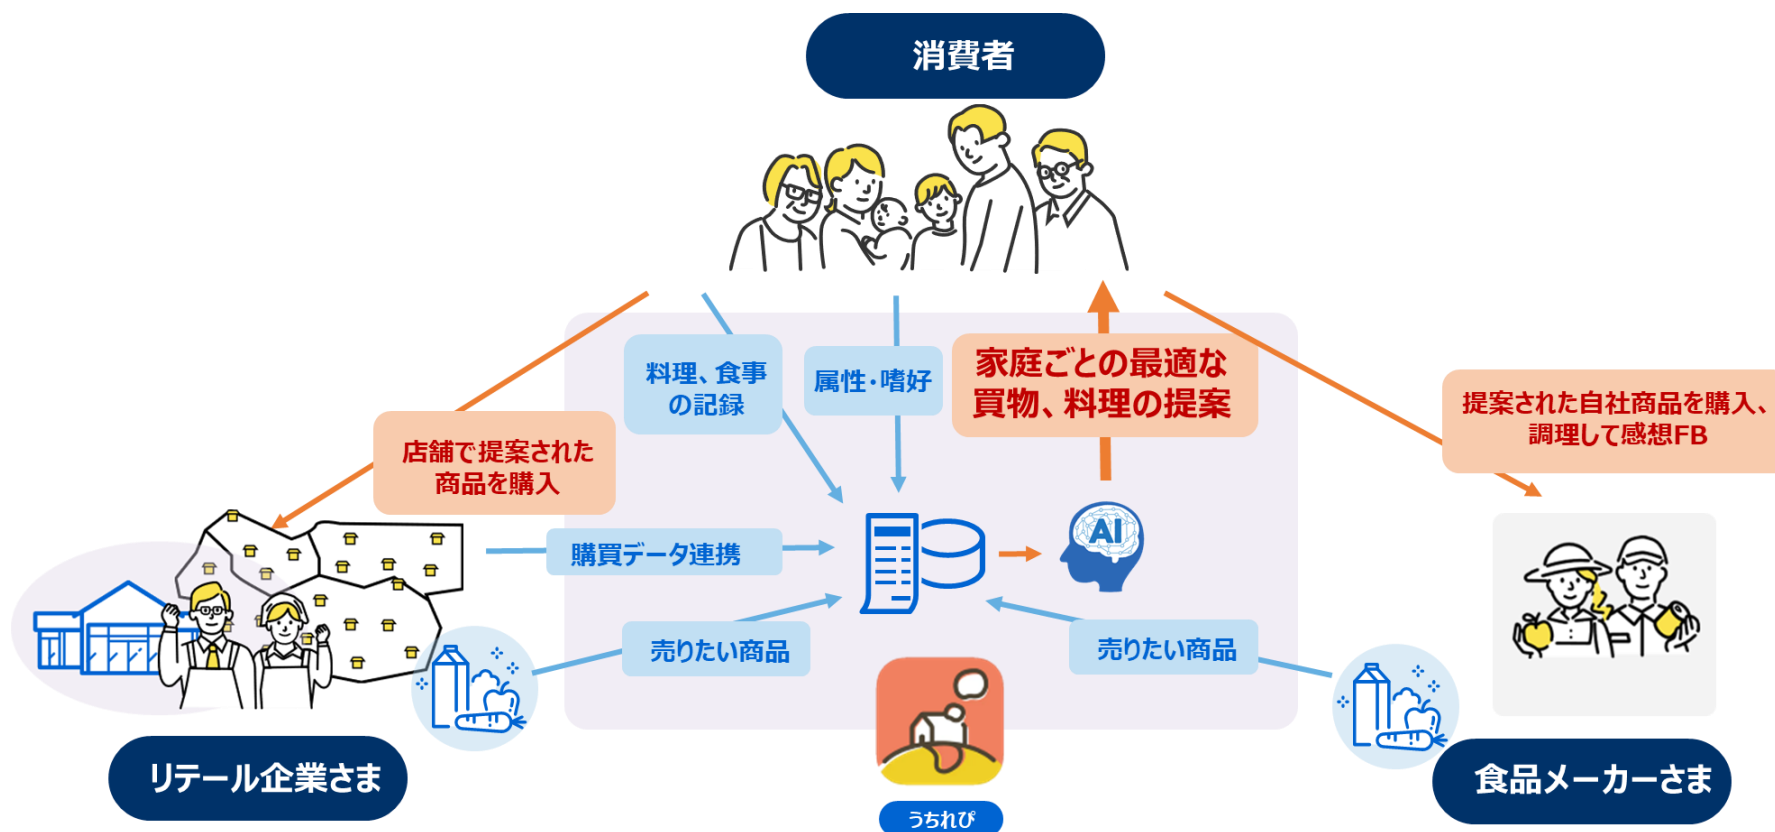 消費者
料理、食事
の記録
属性・嗜好
家庭ごとの最適な
買物、料理の提案
提案された自社商品を購入、
調理して感想FB
店舗で提案された
商品を購入
購買データ連携
AI
売りたい商品
売りたい商品
リテール企業さま
食品メーカーさま
うちれぴ